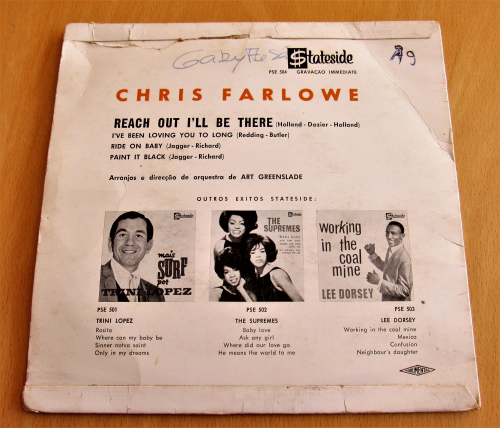 Stateside
A9
PSE 504 GRAVAÇAO IMMEDIATE
CHRIS FARLOWE
REACH OUT I'LL BE THERE (Holland - Dozier - Holland)
I'VE BEEN LOVING YOU TO LONG (Redding - Butler)
RIDE ON BABY (Jagger - Richard)
PAINT IT BLACK (Jagger - Richard)
Arranjos e direcção de orquestra de ART GREENSLADE
OUTROS EXITOS STATESIDE:
mais
SURF
por
TRINI LOPEZ
THE
SUPREMES
working
in the
coal
mine
LEE DORSEY
PSE 501
TRINI LOPEZ
Rosita
Where can my baby be
Sinner not a saint
Only in my dreams
PSE 502
THE SUPREMES
Baby love
Ask any girl
Where did our love go
He means the world to me
PSE 503
LEE DORSEY
Working in the coal mine
Mexico
Confusion
Neighbour's daughter